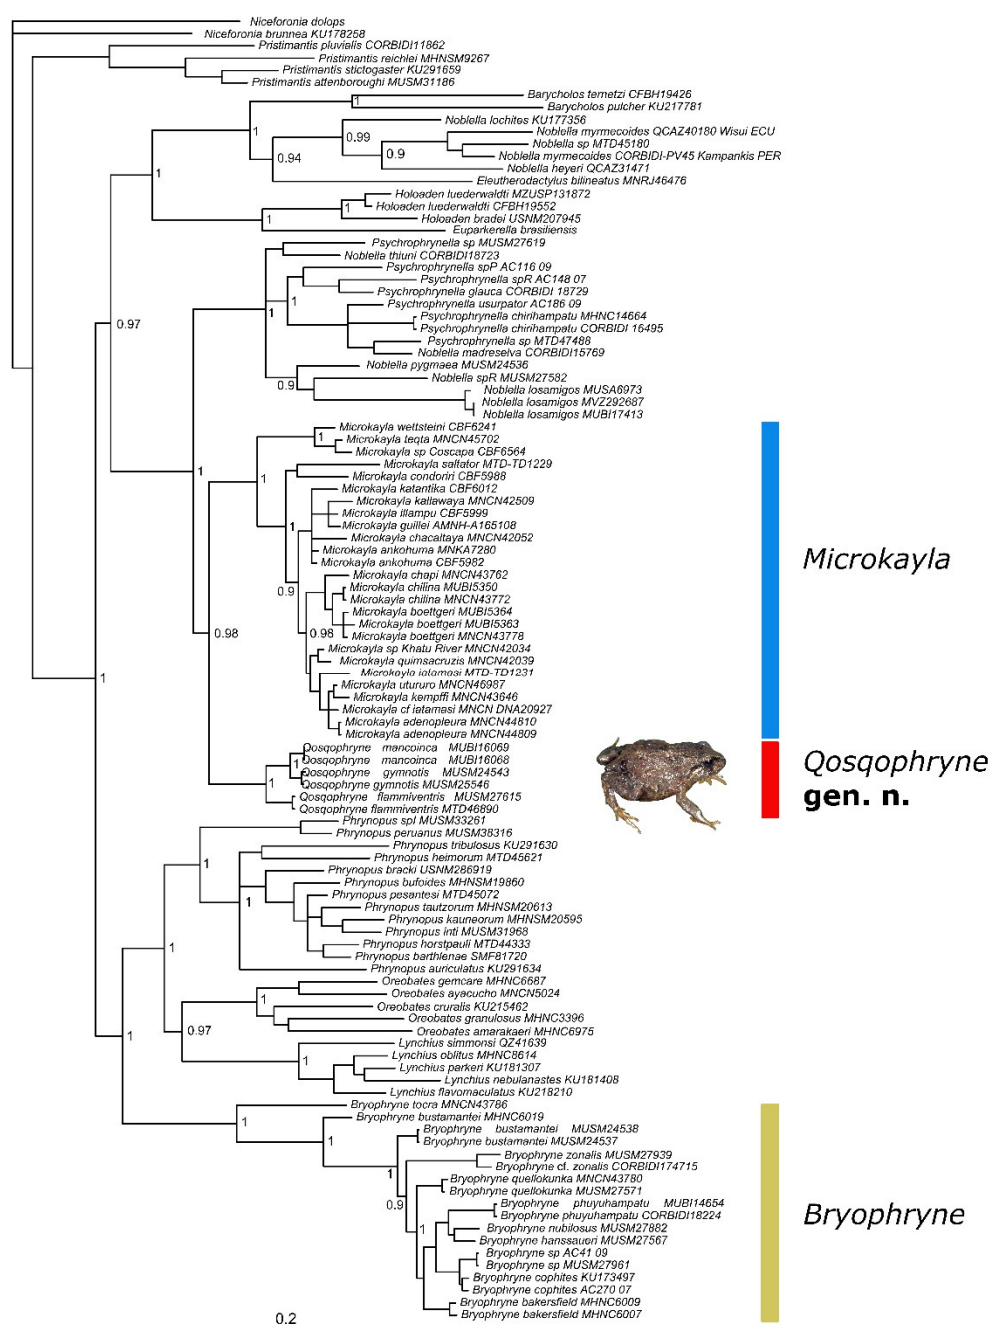 Niceforonia dolops
Niceforonia brunnea KU178258
Pristimantis pluvialis CORBIDI11862
Pristimantis reichlei MHNSM9267
Pristimantis stictogaster KU291659
Pristimantis attenboroughi MUSM31186
Barycholos ternetzi CFBH19426
1
Barycholos pulcher KU217781
Noblella lochites KU177356
1
Noblella myrmecoides QCAZ40180 Wisui ECU
0.99
Noblella sp MTD45180
0.94
0.9
Noblella myrmecoides CORBIDI-PV45 Kampankis PER
Noblella heyeri QCAZ31471
1
Eleutherodactylus bilineatus MNRJ46476
Holoaden luederwaldti MZUSP131872
1
Holoaden luederwaldti CFBH19552
1
Holoaden bradei USNM207945
Euparkerella brasiliensis
Psychrophrynella sp MUSM27619
Noblella thiuni CORBIDI18723
Psychrophrynella spP AC116 09
Psychrophrynella spR AC148 07
Psychrophrynella glauca CORBIDI 18729
1
1
Psychrophrynella usurpator AC186 09
Psychrophrynella chirihampatu MHNC14664
0.97
Psychrophrynella chirihampatu CORBIDI 16495
Psychrophrynella sp MTD47488
Noblella madreselva CORBIDI15769
Noblella pygmaea MUSM24536
Noblella spR MUSM27582
0.9
Noblella losamigos MUSA6973
Noblella losamigos MVZ292687
Noblella losamigos MUBI17413
Microkayla wettsteini CBF6241
1
Microkayla teqta MNCN45702
Microkayla sp Coscapa CBF6564
Microkayla saltator MTD-TD1229
1
1
Microkayla condoriri CBF5988
Microkayla katantika CBF6012
Microkayla kallawaya MNCN42509
Microkayla illampu CBF5999
1
Microkayla guillei AMNH-A165108
Microkayla chacaltaya MNCN42052
Microkayla ankohuma MNKA7280
Microkayla
Microkayla ankohuma CBF5982
Microkayla chapi MNCN43762
0.9
Microkayla chilina MUBI5350
Microkayla chilina MNCN43772
Microkayla boettgeri MUBI5364
Microkayla boettgeri MUBI5363
0.98
0.98
Microkayla boettgeri MNCN43778
Microkayla sp Khatu River MNCN42034
Microkayla quimsacruzis MNCN42039
Microkayla iatamasi MTD-TD1231
1
Microkayla utururo MNCN46987
Microkayla kempffi MNCN43646
Microkayla cf iatamasi MNCN DNA20927
Microkayla adenopleura MNCN44810
Microkayla adenopleura MNCN44809
Qosqophryne mancoinca MUBI16069
Qosqophryne mancoinca MUBI16068
1
Qosqophryne
Qosqophryne gymnotis MUSM24543
1
Qosqophryne gymnotis MUSM25546
gen. n.
Qosqophryne flammiventris MUSM27615
Qosqophryne flammiventris MTD46890
Phrynopus spI MUSM33261
Phrynopus peruanus MUSM38316
Phrynopus tribulosus KU291630
1
Phrynopus heimorum MTD45621
Phrynopus bracki USNM286919
Phrynopus bufoides MHNSM19860
Phrynopus pesantesi MTD45072
1
Phrynopus tautzorum MHNSM20613
Phrynopus kauneorum MHNSM20595
Phrynopus inti MUSM31968
1
Phrynopus horstpauli MTD44333
Phrynopus barthlenae SMF81720
Phrynopus auriculatus KU291634
Oreobates gemcare MHNC6687
1
Oreobates ayacucho MNCN5024
Oreobates cruralis KU215462
Oreobates granulosus MHNC3396
0.97
Oreobates amarakaeri MHNC6975
1
Lynchius simmonsi QZ41639
Lynchius oblitus MHNC8614
1
Lynchius parkeri KU181307
Lynchius nebulanastes KU181408
Lynchius flavomaculatus KU218210
Bryophryne tocra MNCN43786
Bryophryne bustamantei MHNC6019
1
Bryophryne bustamantei MUSM24538
1
Bryophryne bustamantei MUSM24537
Bryophryne zonalis MUSM27939
Bryophryne cf. zonalis CORBIDI174715
1
Bryophryne quellokunka MNCN43780
Bryophryne quellokunka MUSM27571
0.9
Bryophryne phuyuhampatu MUBI14654
Bryophryne phuyuhampatu CORBIDI18224
Bryophryne
1
Bryophryne nubilosus MUSM27882
Bryophryne hanssaueri MUSM27567
Bryophryne sp AC41 09
Bryophryne sp MUSM27961
Bryophryne cophites KU173497
Bryophryne cophites AC270 07
Bryophryne bakersfield MHNC6009
Bryophryne bakersfield MHNC6007
0.2